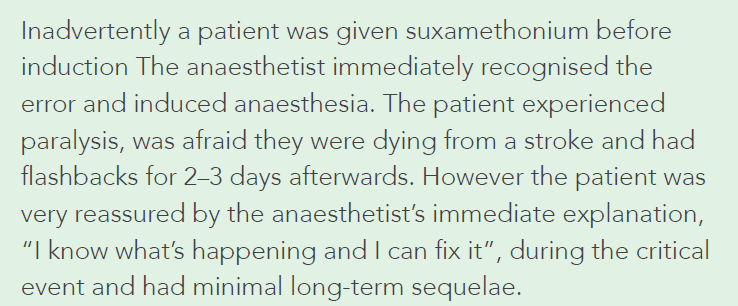 Inadvertently a patient was given suxamethonium before
induction The anaesthetist immediately recognised the
error and induced anaesthesia. The patient experienced
paralysis, was afraid they were dying from a stroke and had
flashbacks for 2–3 days afterwards. However the patient was
very reassured by the anaesthetist’s immediate explanation,
“I know what’s happening and I can fix it”, during the critical
event and had minimal long-term sequelae.